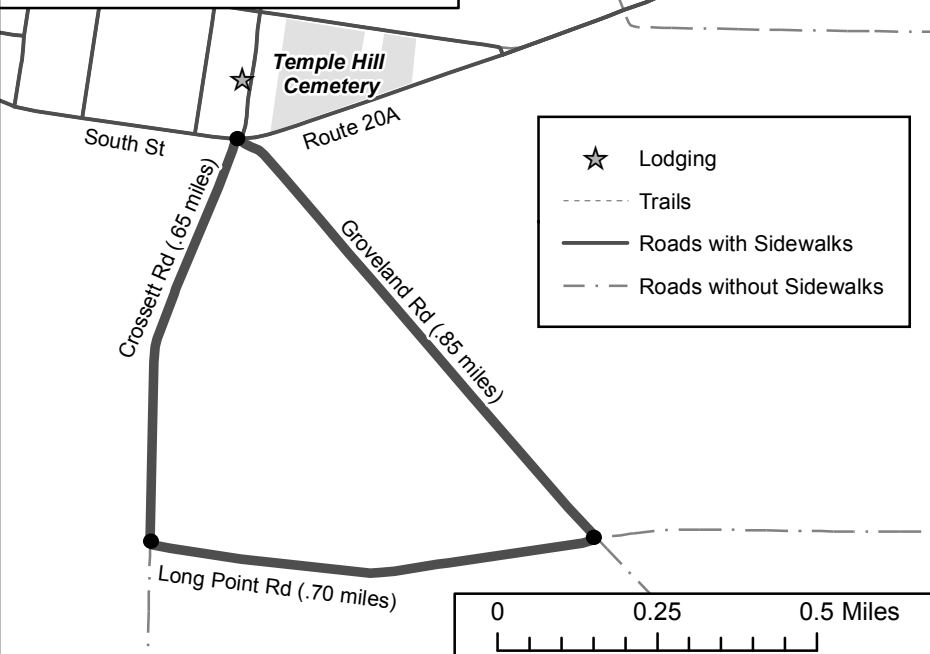 Temple Hill
Cemetery
South St
Route 20A
Crossett Rd (.65 miles)
Groveland Rd (.85 miles)
Long Point Rd (.70 miles)
Lodging
Trails
Roads with Sidewalks
Roads without Sidewalks
0 0.25 0.5 Miles